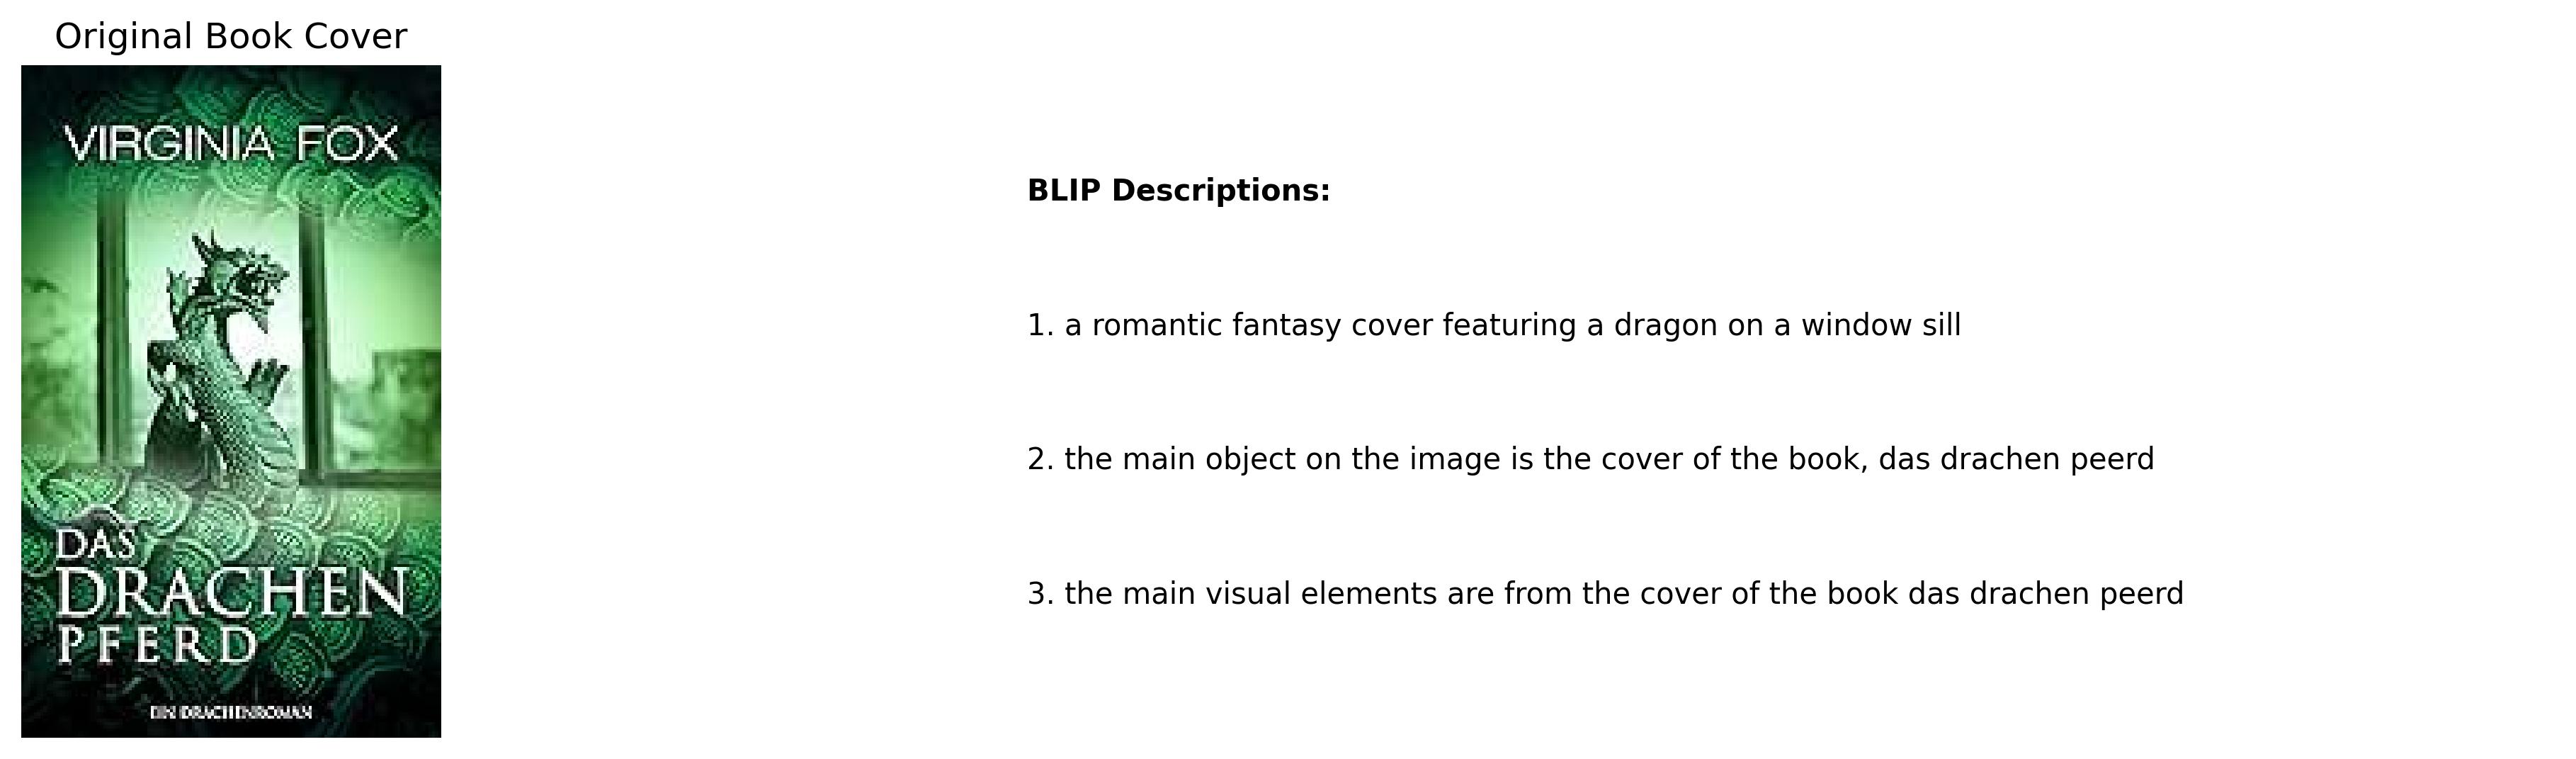 Original Book Cover
VIRGINIA FOX
DAS
DRACHEN
PFERD
EIN DRACHENROMAN
BLIP Descriptions:
1. a romantic fantasy cover featuring a dragon on a window sill
2. the main object on the image is the cover of the book, das drachen peerd
3. the main visual elements are from the cover of the book das drachen peerd